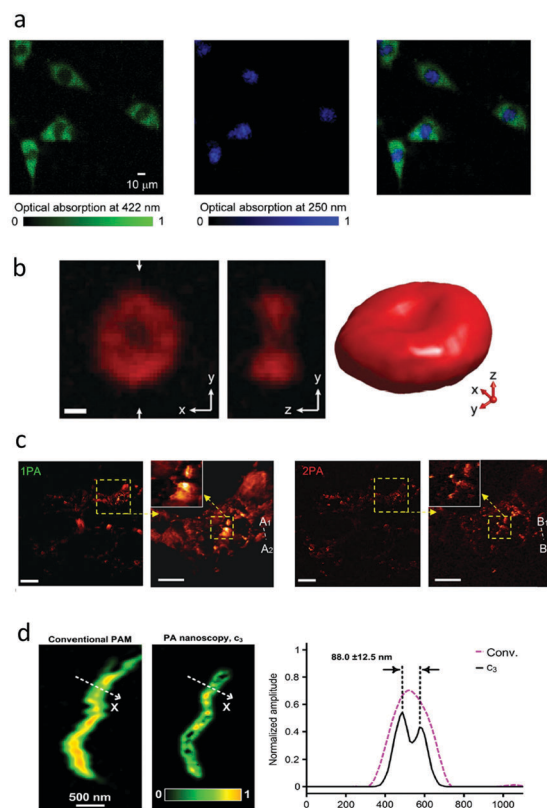 a
10 μm
Optical absorption at 422 nm
0 1
Optical absorption at 250 nm
0 1
b
y
x
y
z
z
x
y
c
1PA
A1
A2
2PA
B1
B
d
Conventional PAM
X
500 nm
PA nanoscopy, c3
X
0 1
88.0 ±12.5 nm
Conv.
c3
Normalized amplitude
1
0.8
0.6
0.4
0.2
0
0 200 400 600 800 1000